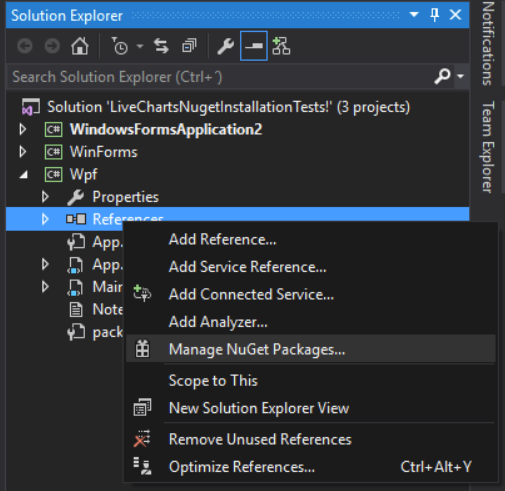 Solution Explorer
Search Solution Explorer (Ctrl+´)
Solution 'LiveChartsNugetInstallationTests!' (3 projects)
C# WindowsFormsApplication2
C# WinForms
C# Wpf
Properties
References
App.
App.
Main
Note
pack
Add Reference...
Add Service Reference...
Add Connected Service...
Add Analyzer...
Manage NuGet Packages...
Scope to This
New Solution Explorer View
Remove Unused References
Optimize References... Ctrl+Alt+Y
Notifications
Team Explorer